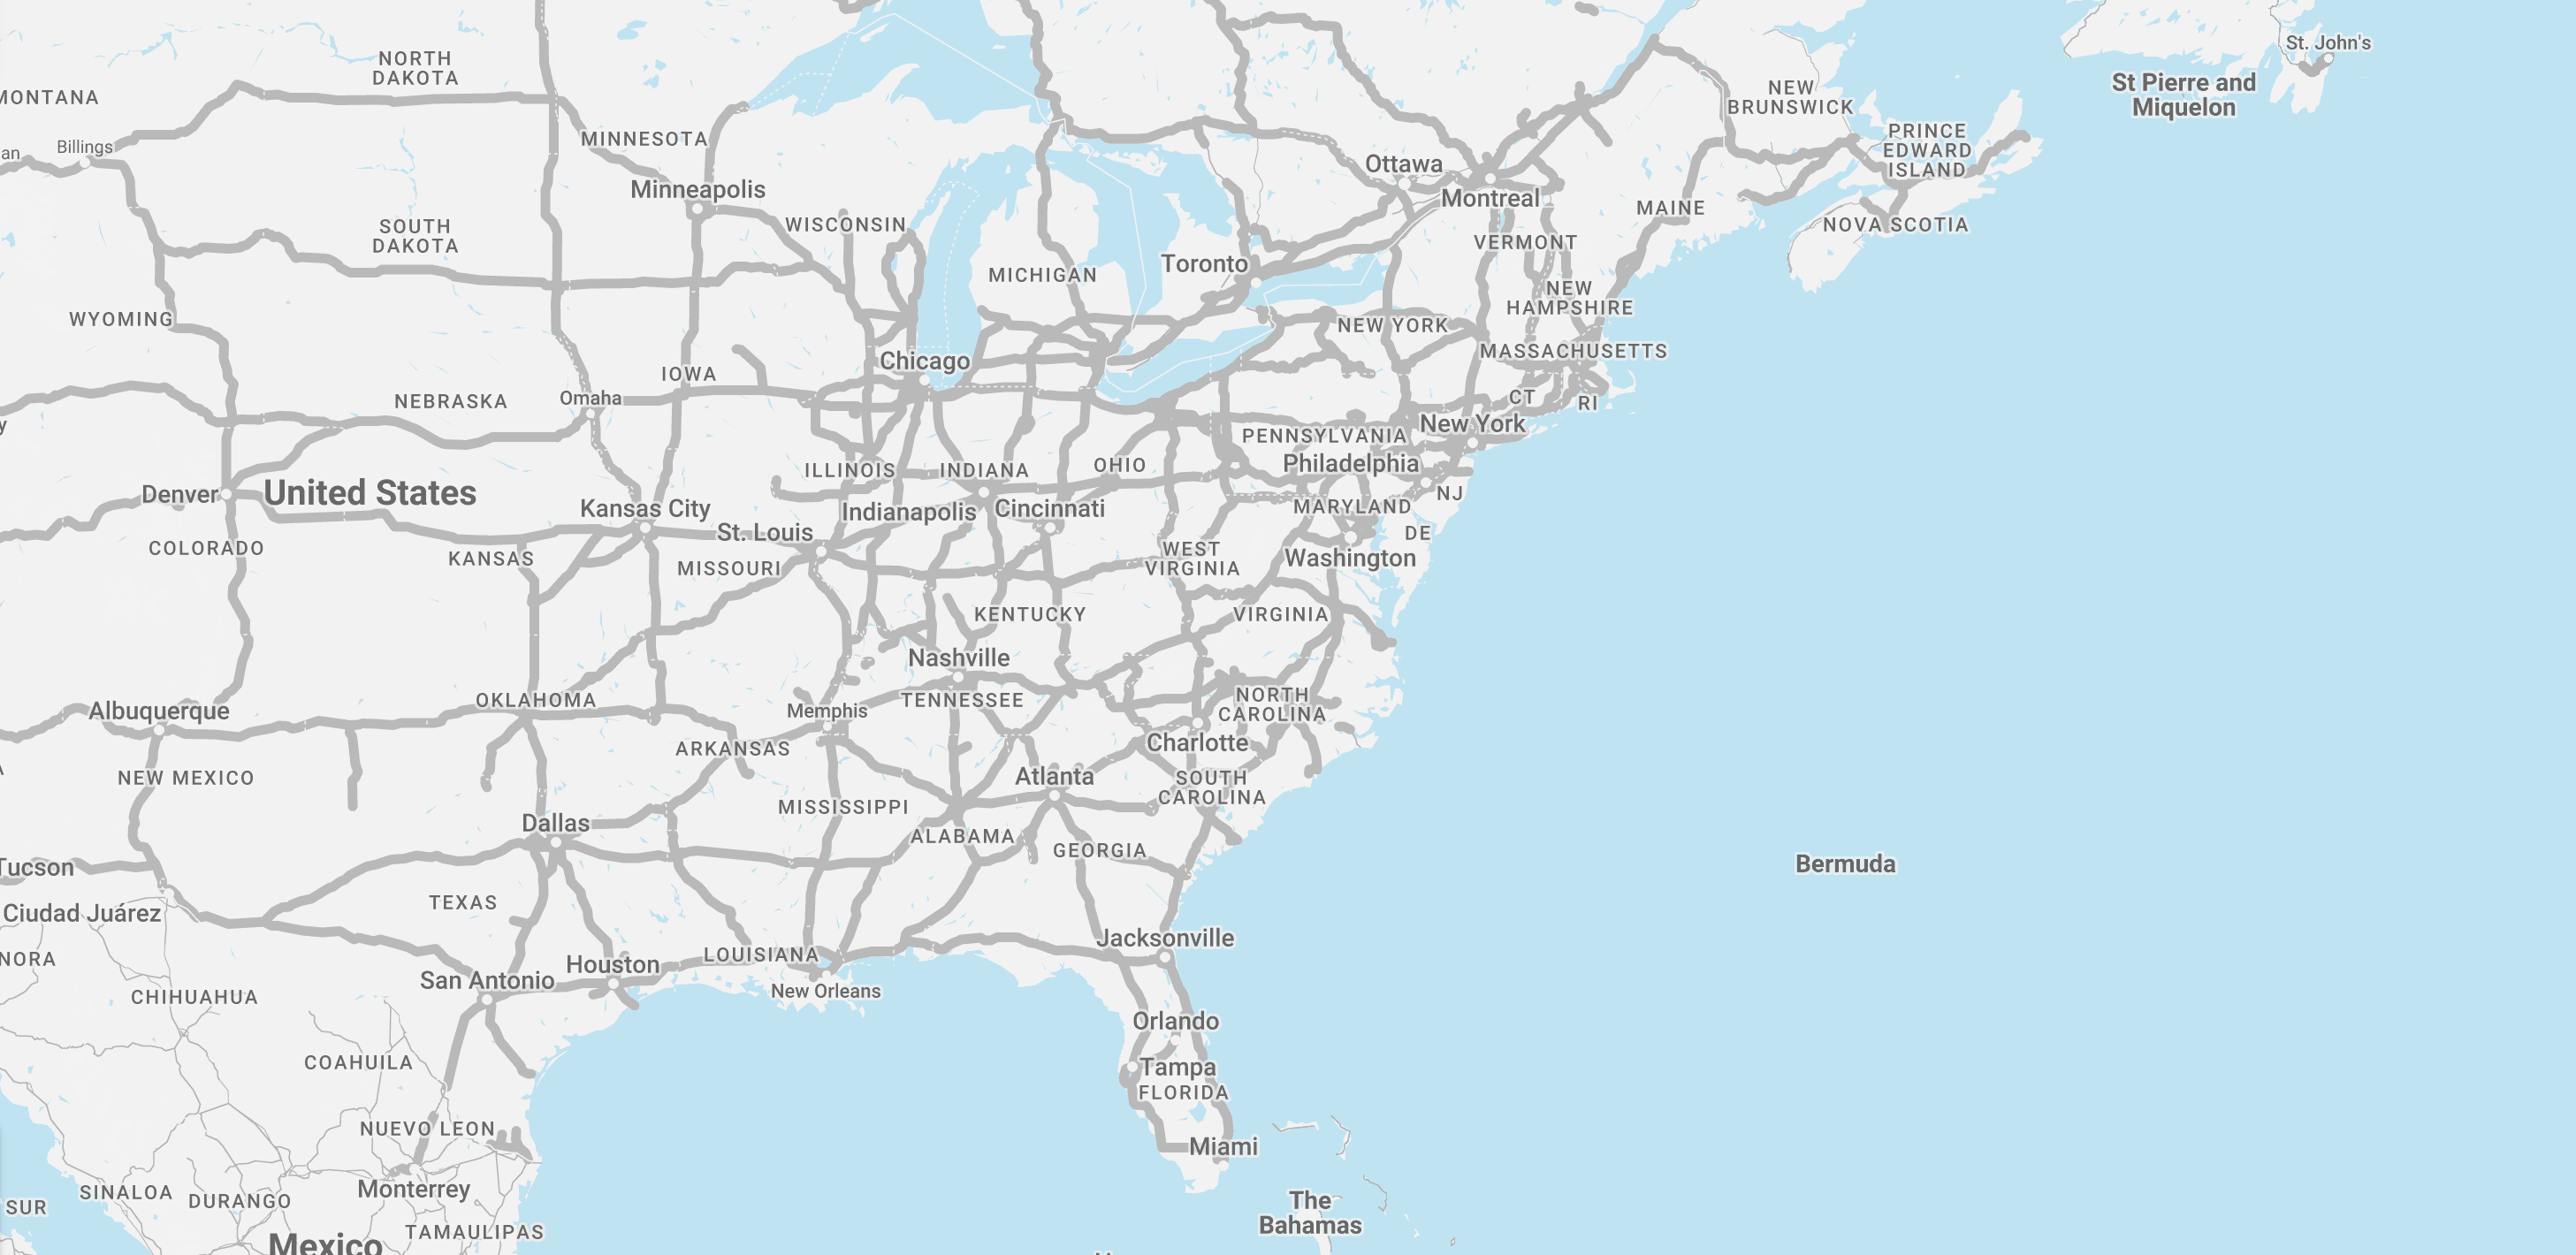 St. John's
NORTH
DAKOTA
St Pierre and
Miquelon
MONTANA
NEW
BRUNSWICK
MINNESOTA
PRINCE
EDWARD
ISLAND
Billings
an
Ottawa
Minneapolis
Montreal
MAINE
WISCONSIN
NOVA SCOTIA
SOUTH
DAKOTA
VERMONT
Toronto
MICHIGAN
NEW
HAMPSHIRE
WYOMING
NEW YORK
MASSACHUSETTS
Chicago
IOWA
Omaha
NEBRASKA
CT
RI
y
New York
PENNSYLVANIA
Philadelphia
ILLINOIS
INDIANA
OHIO
Denver
United States
NJ
Kansas City
Indianapolis
Cincinnati
MARYLAND
St. Louis
DE
COLORADO
KANSAS
WEST
VIRGINIA
Washington
MISSOURI
KENTUCKY
VIRGINIA
Nashville
OKLAHOMA
TENNESSEE
NORTH
CAROLINA
Albuquerque
Memphis
ARKANSAS
Charlotte
A
NEW MEXICO
Atlanta
SOUTH
CAROLINA
MISSISSIPPI
Dallas
ALABAMA
GEORGIA
Bermuda
Tucson
TEXAS
Ciudad Juárez
Jacksonville
NORA
LOUISIANA
Houston
San Antonio
New Orleans
CHIHUAHUA
Orlando
COAHUILA
Tampa
FLORIDA
NUEVO LEON
Miami
Monterrey
SINALOA
DURANGO
SUR
The
Bahamas
TAMAULIPAS
Mexico